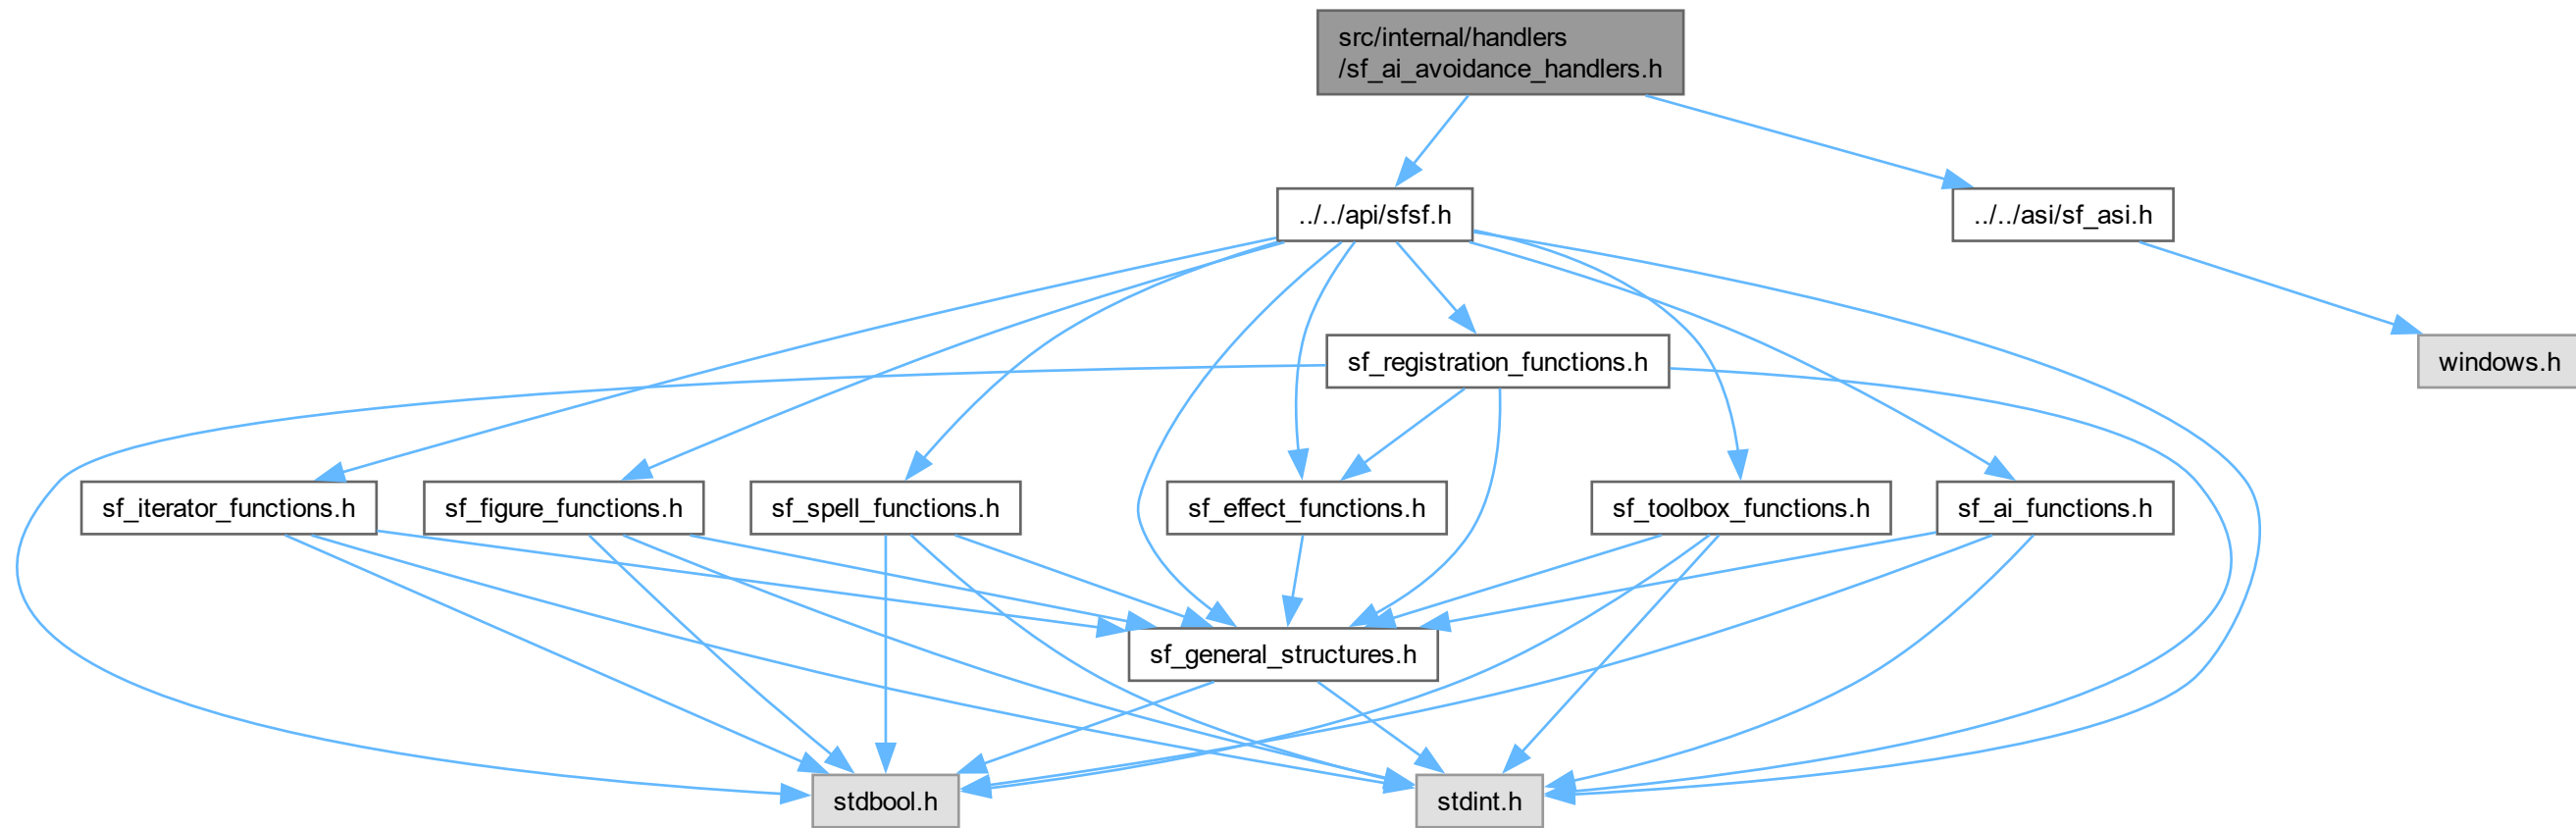 src/internal/handlers
/sf_ai_avoidance_handlers.h
../../api/sfsf.h
../../asi/sf_asi.h
sf_registration_functions.h
windows.h
sf_iterator_functions.h
sf_figure_functions.h
sf_spell_functions.h
sf_effect_functions.h
sf_toolbox_functions.h
sf_ai_functions.h
sf_general_structures.h
stdbool.h
stdint.h